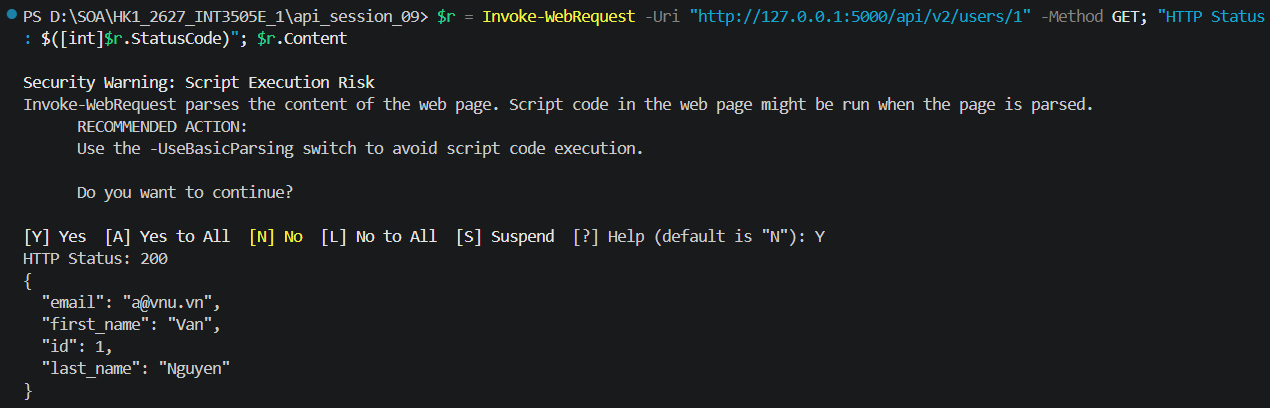 PS D:\SOA\HK1_2627_INT3505E_1\api_session_09> $r = Invoke-WebRequest -Uri "http://127.0.0.1:5000/api/v2/users/1" -Method GET; "HTTP Status
: $([int]$r.StatusCode)"; $r.Content
Security Warning: Script Execution Risk
Invoke-WebRequest parses the content of the web page. Script code in the web page might be run when the page is parsed.
      RECOMMENDED ACTION:
      Use the -UseBasicParsing switch to avoid script code execution.
      Do you want to continue?
[Y] Yes  [A] Yes to All  [N] No  [L] No to All  [S] Suspend  [?] Help (default is "N"): Y
HTTP Status: 200
{
  "email": "a@vnu.vn",
  "first_name": "Van",
  "id": 1,
  "last_name": "Nguyen"
}